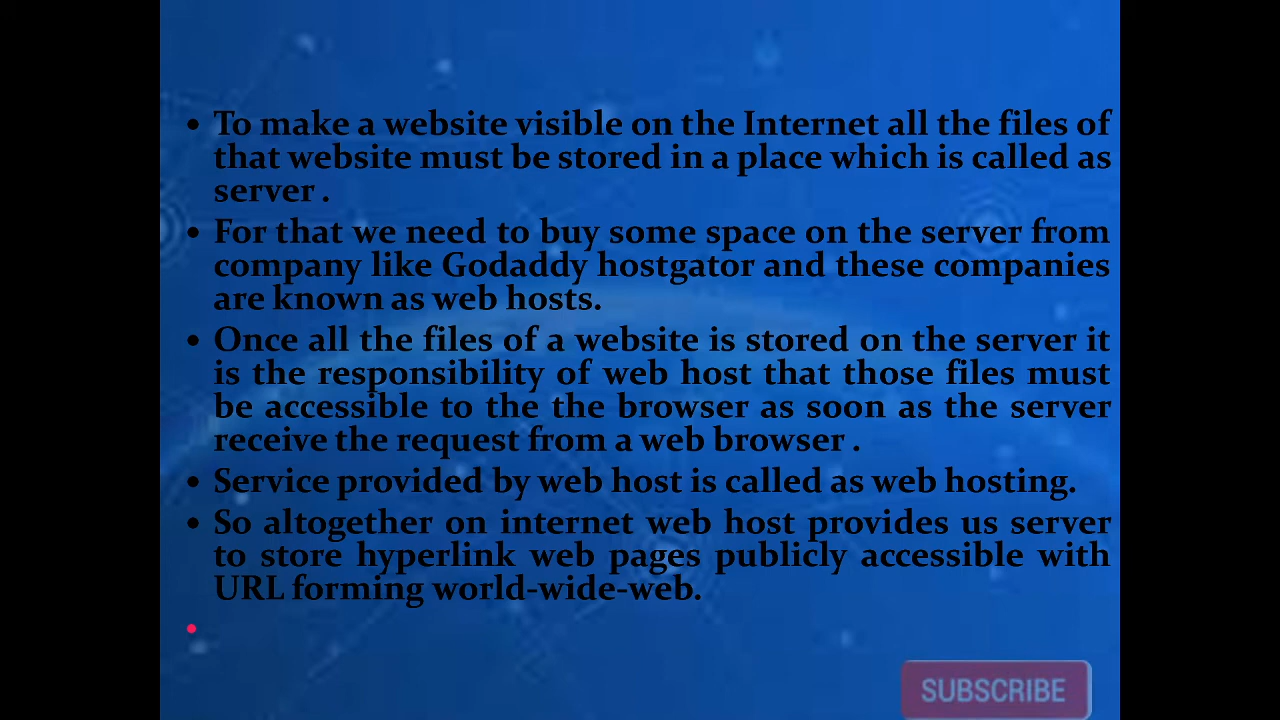 • To make a website visible on the Internet all the files of
that website must be stored in a place which is called as
server .
• For that we need to buy some space on the server from
company like Godaddy hostgator and these companies
are known as web hosts.
• Once all the files of a website is stored on the server it
is the responsibility of web host that those files must
be accessible to the the browser as soon as the server
receive the request from a web browser .
• Service provided by web host is called as web hosting.
• So altogether on internet web host provides us server
to store hyperlink web pages publicly accessible with
URL forming world-wide-web.
•
SUBSCRIBE